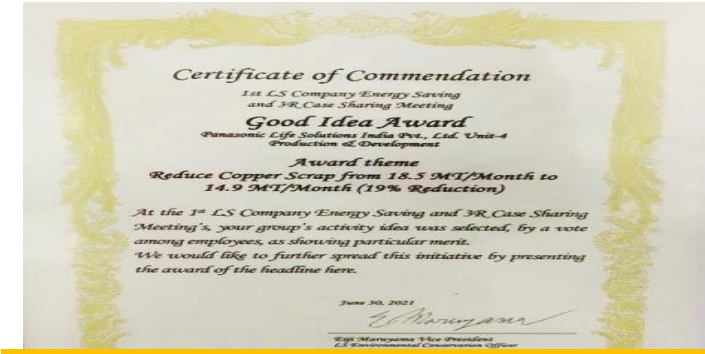 Certificate of Commendation
1st LS Company Energy Saving
and 3R Case Sharing Meeting
Good Idea Award
Panasonic Life Solutions India Pvt., Ltd. Unit-4
Production & Development
Award theme
Reduce Copper Scrap from 18.5 MT/Month to
14.9 MT/Month (19% Reduction)
At the 1st LS Company Energy Saving and 3R Case Sharing
Meeting's, your group's activity idea was selected, by a vote
among employees, as showing particular merit.
We would like to further spread this initiative by presenting
the award of the headline here.
June 30, 2021
E. Maruyama
Eiji Maruyama Vice President
LS Environmental Conservation Officer